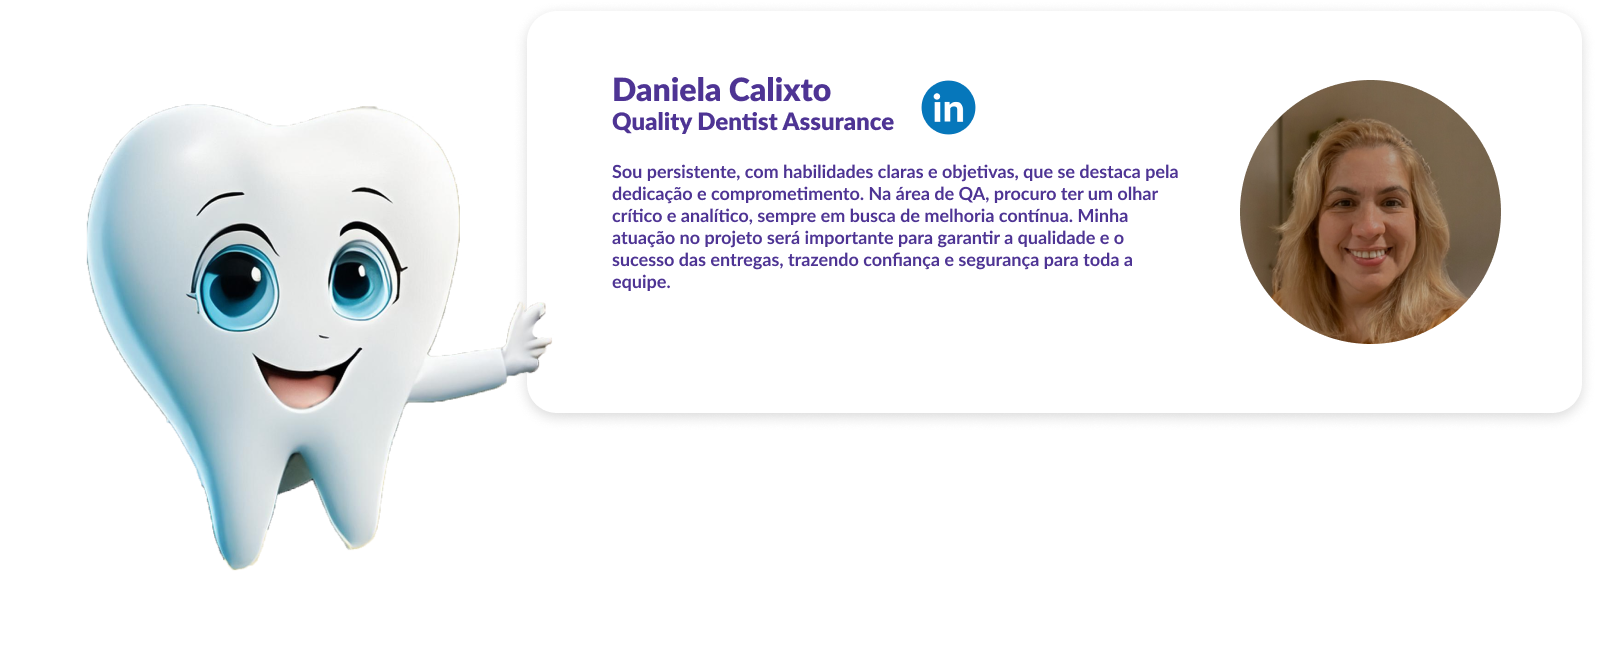 Daniela Calixto
Quality Dentist Assurance
in
Sou persistente, com habilidades claras e objetivas, que se destaca pela
dedicação e comprometimento. Na área de QA, procuro ter um olhar
crítico e analítico, sempre em busca de melhoria contínua. Minha
atuação no projeto será importante para garantir a qualidade e o
sucesso das entregas, trazendo confiança e segurança para toda a
equipe.